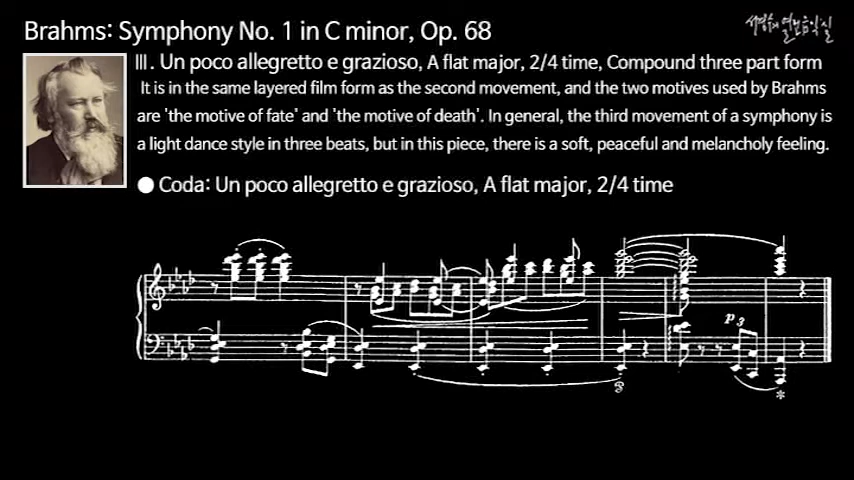 Brahms: Symphony No. 1 in C minor, Op. 68
Ⅲ. Un poco allegretto e grazioso, A flat major, 2/4 time, Compound three part form
It is in the same layered film form as the second movement, and the two motives used by Brahms
are 'the motive of fate' and 'the motive of death'. In general, the third movement of a symphony is
a light dance style in three beats, but in this piece, there is a soft, peaceful and melancholy feeling.
● Coda: Un poco allegretto e grazioso, A flat major, 2/4 time
p 3